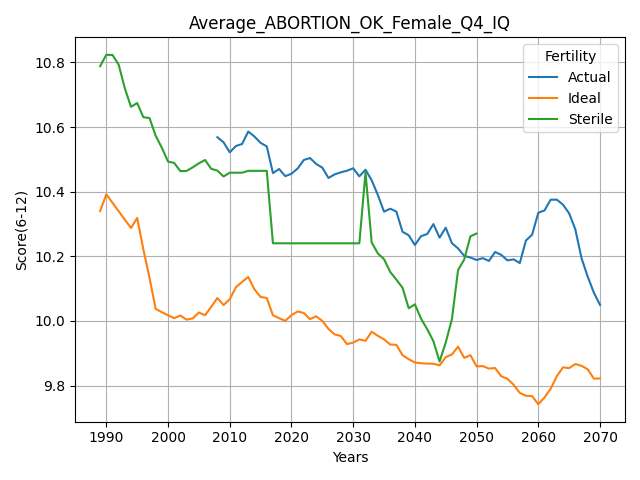 Average_ABORTION_OK_Female_Q4_IQ
Fertility
Actual
Ideal
Sterile
Score(6-12)
10.8
10.6
10.4
10.2
10.0
9.8
1990 2000 2010 2020 2030 2040 2050 2060 2070
Years